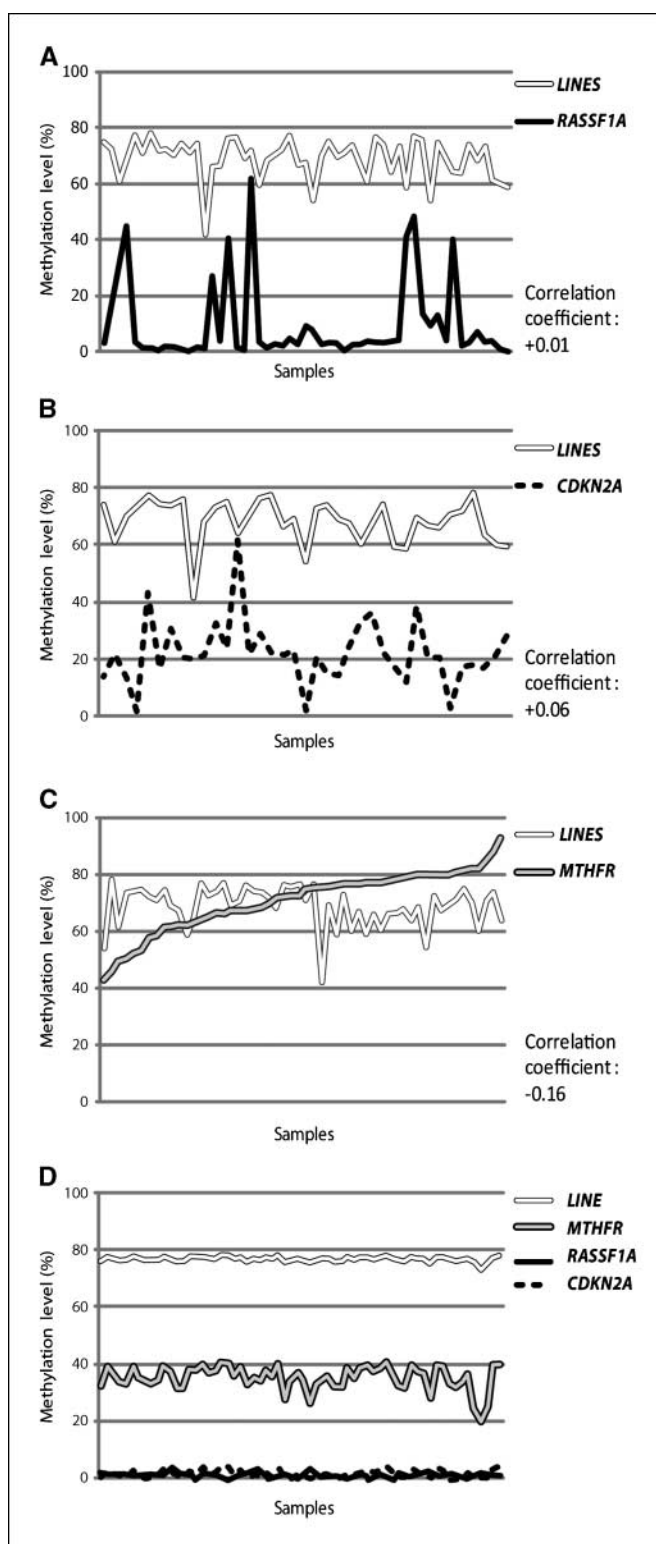 A
100
80
60
40
20
0
Methylation level (%)
Samples
LINES
RASSF1A
Correlation
coefficient :
+0.01
B
100
80
60
40
20
0
Methylation level (%)
Samples
LINES
CDKN2A
Correlation
coefficient :
+0.06
C
100
80
60
40
20
0
Methylation level (%)
Samples
LINES
MTHFR
Correlation
coefficient :
-0.16
D
100
80
60
40
20
0
Methylation level (%)
Samples
LINE
MTHFR
RASSF1A
CDKN2A